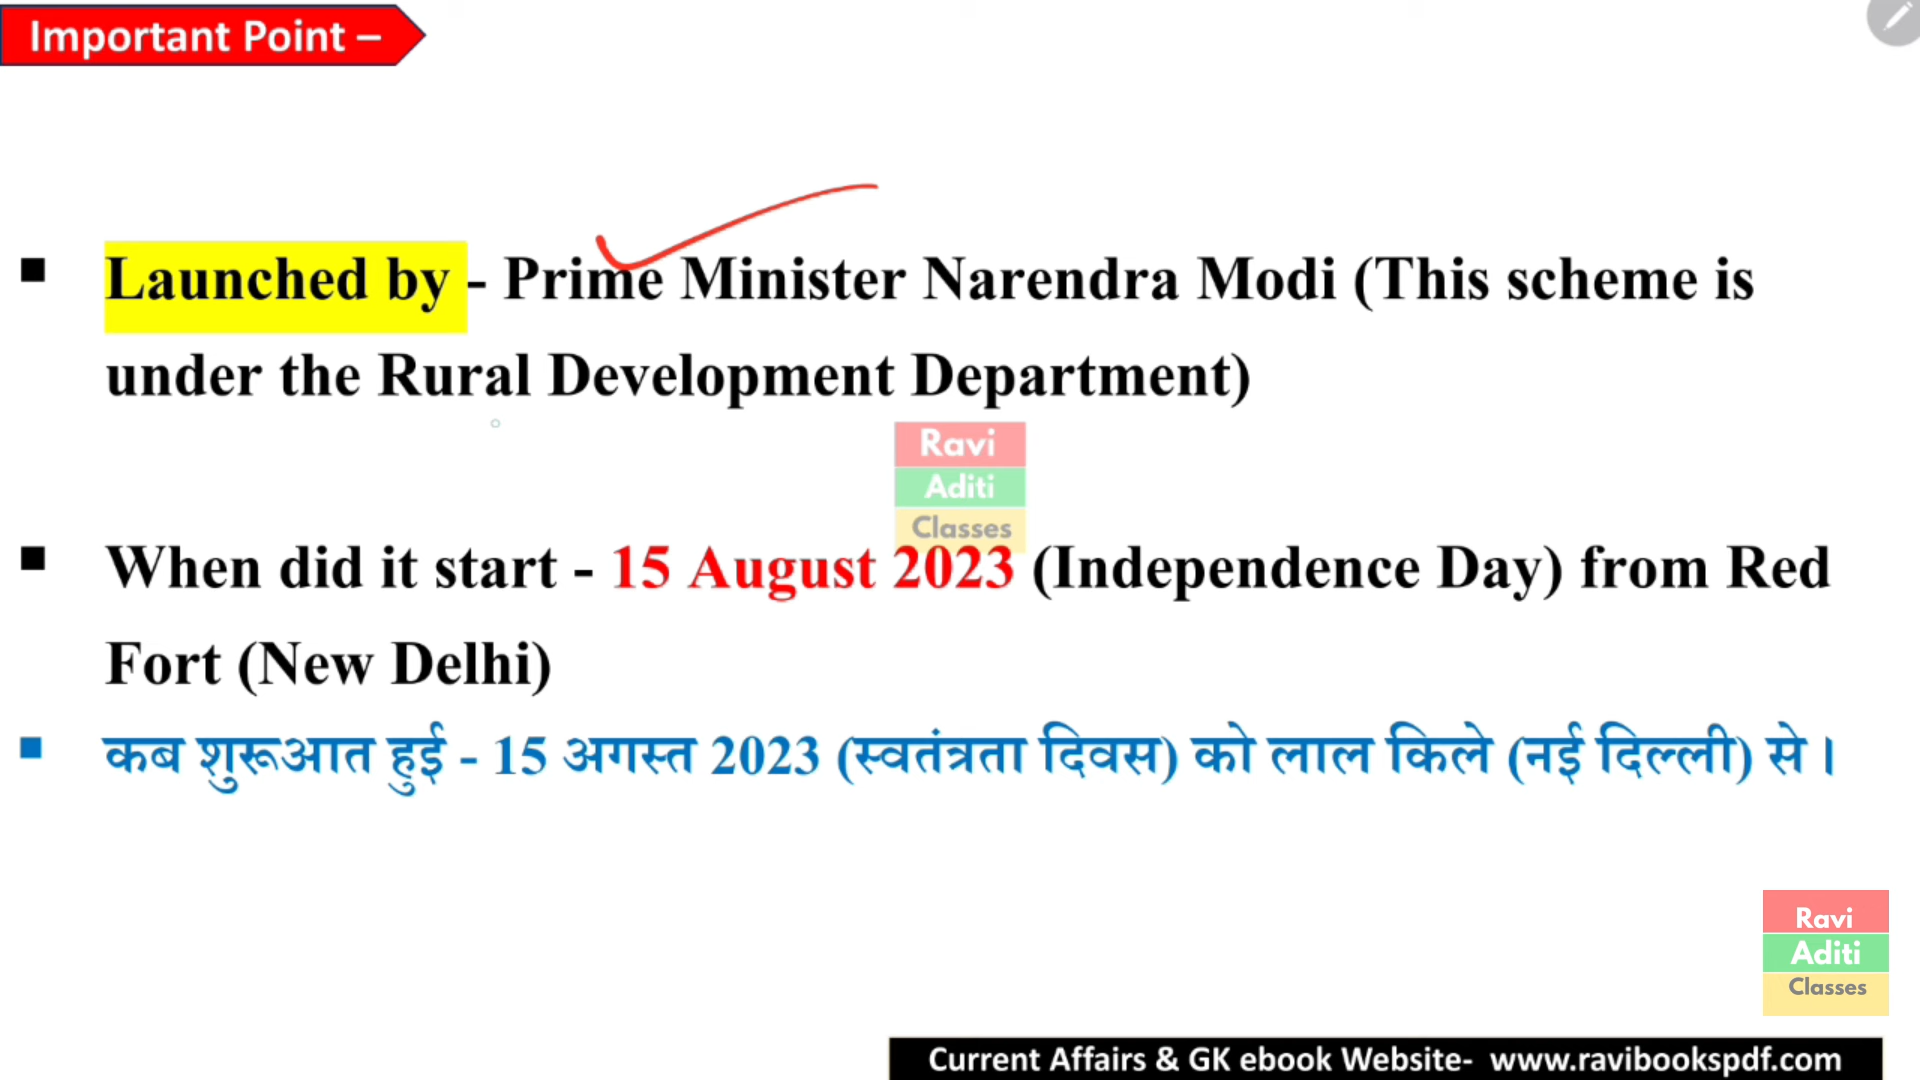 Important Point –
Launched by - Prime Minister Narendra Modi (This scheme is
under the Rural Development Department)
Ravi
Aditi
Classes
When did it start - 15 August 2023 (Independence Day) from Red
Fort (New Delhi)
कब शुरूआत हुई - 15 अगस्त 2023 (स्वतंत्रता दिवस) को लाल किले (नई दिल्ली) से ।
Ravi
Aditi
Classes
Current Affairs & GK ebook Website- www.ravibookspdf.com